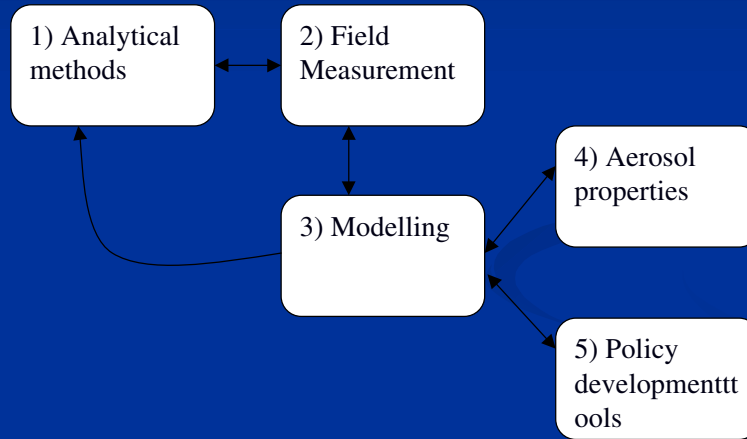 1) Analytical
methods
2) Field
Measurement
3) Modelling
4) Aerosol
properties
5) Policy
developmenttt
ools